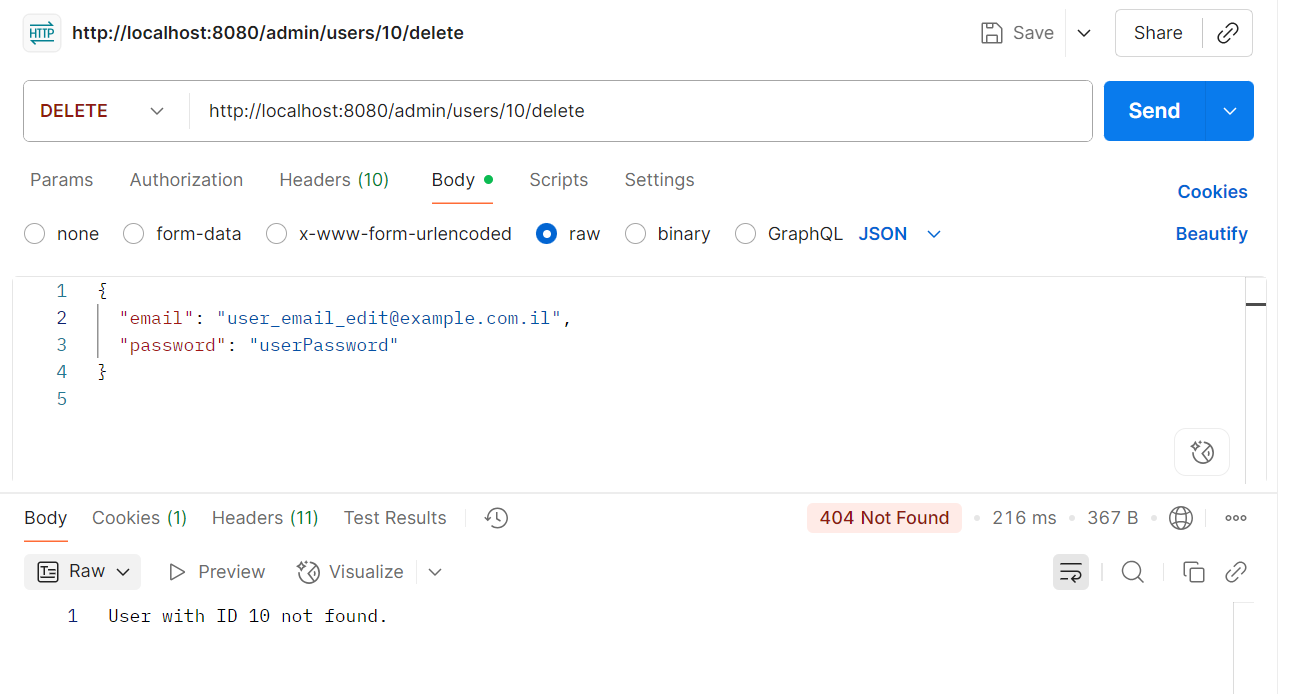 HTTP http://localhost:8080/admin/users/10/delete Save Share
DELETE http://localhost:8080/admin/users/10/delete Send
Params Authorization Headers (10) Body Scripts Settings Cookies
none form-data x-www-form-urlencoded raw binary GraphQL JSON Beautify
1 {
2 "email": "user_email_edit@example.com.il",
3 "password": "userPassword"
4 }
5
Body Cookies (1) Headers (11) Test Results 404 Not Found • 216 ms • 367 B •
Raw Preview Visualize
1 User with ID 10 not found.